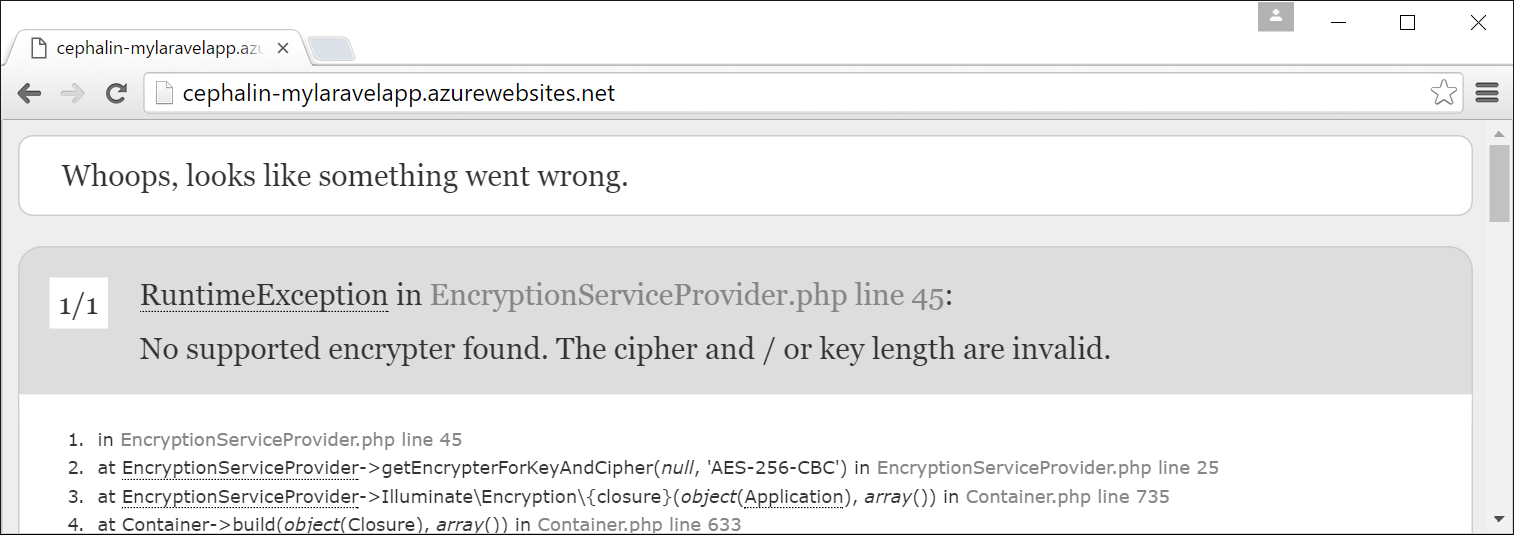 cephalin-mylaravelapp.az
cephalin-mylaravelapp.azurewebsites.net
Whoops, looks like something went wrong.
1/1
RuntimeException in EncryptionServiceProvider.php line 45:
No supported encrypter found. The cipher and / or key length are invalid.
1. in EncryptionServiceProvider.php line 45
2. at EncryptionServiceProvider->getEncrypterForKeyAndCipher(null, 'AES-256-CBC') in EncryptionServiceProvider.php line 25
3. at EncryptionServiceProvider->Illuminate\Encryption\{closure}(object(Application), array()) in Container.php line 735
4. at Container->build(object(Closure), array()) in Container.php line 633